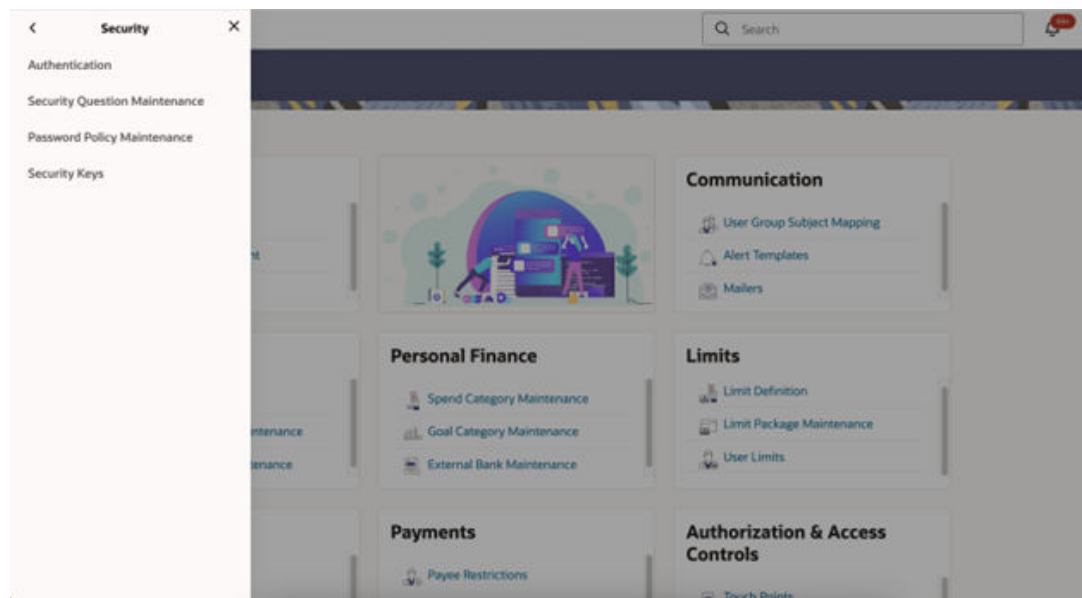 Security
Authentication
Security Question Maintenance
Password Policy Maintenance
Security Keys
Search
Communication
User Group Subject Mapping
Alert Templates
Mailers
Personal Finance
Spend Category Maintenance
Goal Category Maintenance
External Bank Maintenance
Limits
Limit Definition
Limit Package Maintenance
User Limits
Payments
Payee Restrictions
Authorization & Access
Controls
Touch Points